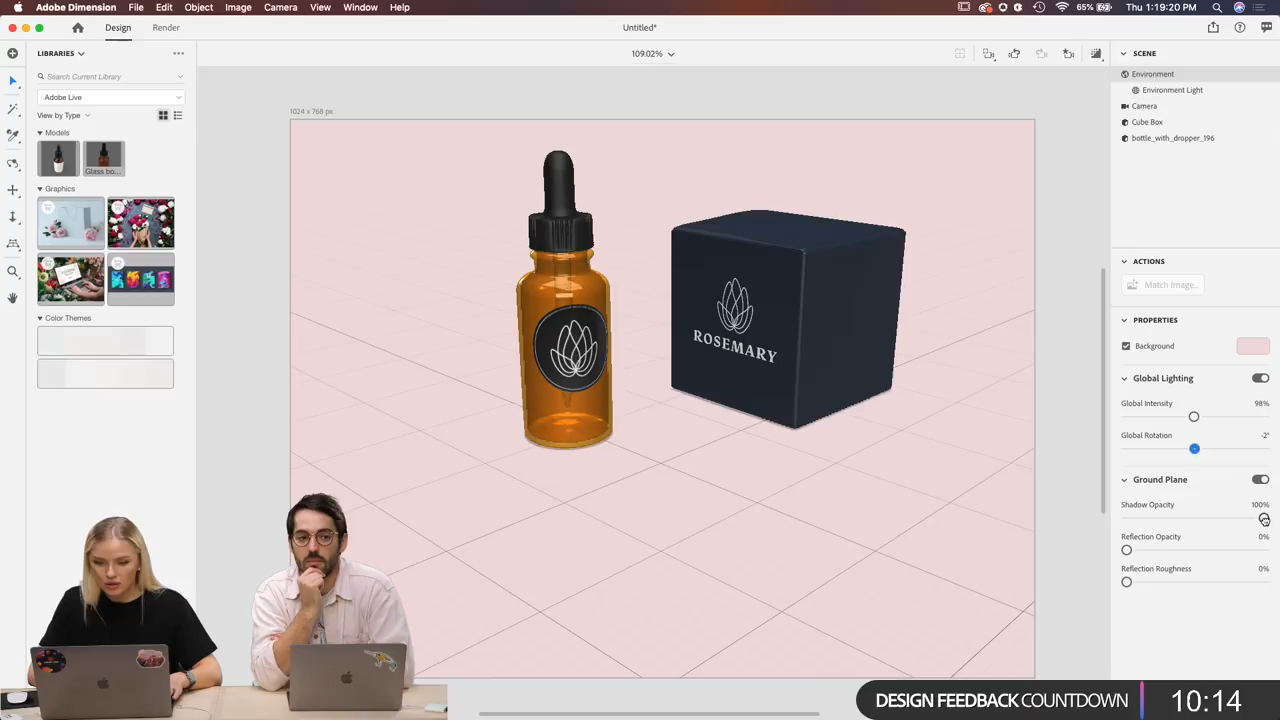 Adobe Dimension File Edit Object Image Camera View Window Help
65% Thu 1:19:20 PM
Design Render
Untitled*
LIBRARIES
109.02%
SCENE
Search Current Library
Adobe Live
View by Type
Models
Glass bo...
Graphics
Color Themes
1024 x 768 px
ROSEMARY
Environment
Environment Light
Camera
Cube Box
bottle_with_dropper_196
ACTIONS
Match Image...
PROPERTIES
Background
Global Lighting
Global Intensity 98%
Global Rotation -2°
Ground Plane
Shadow Opacity 100%
Reflection Opacity 0%
Reflection Roughness 0%
DESIGN FEEDBACK COUNTDOWN 10:14